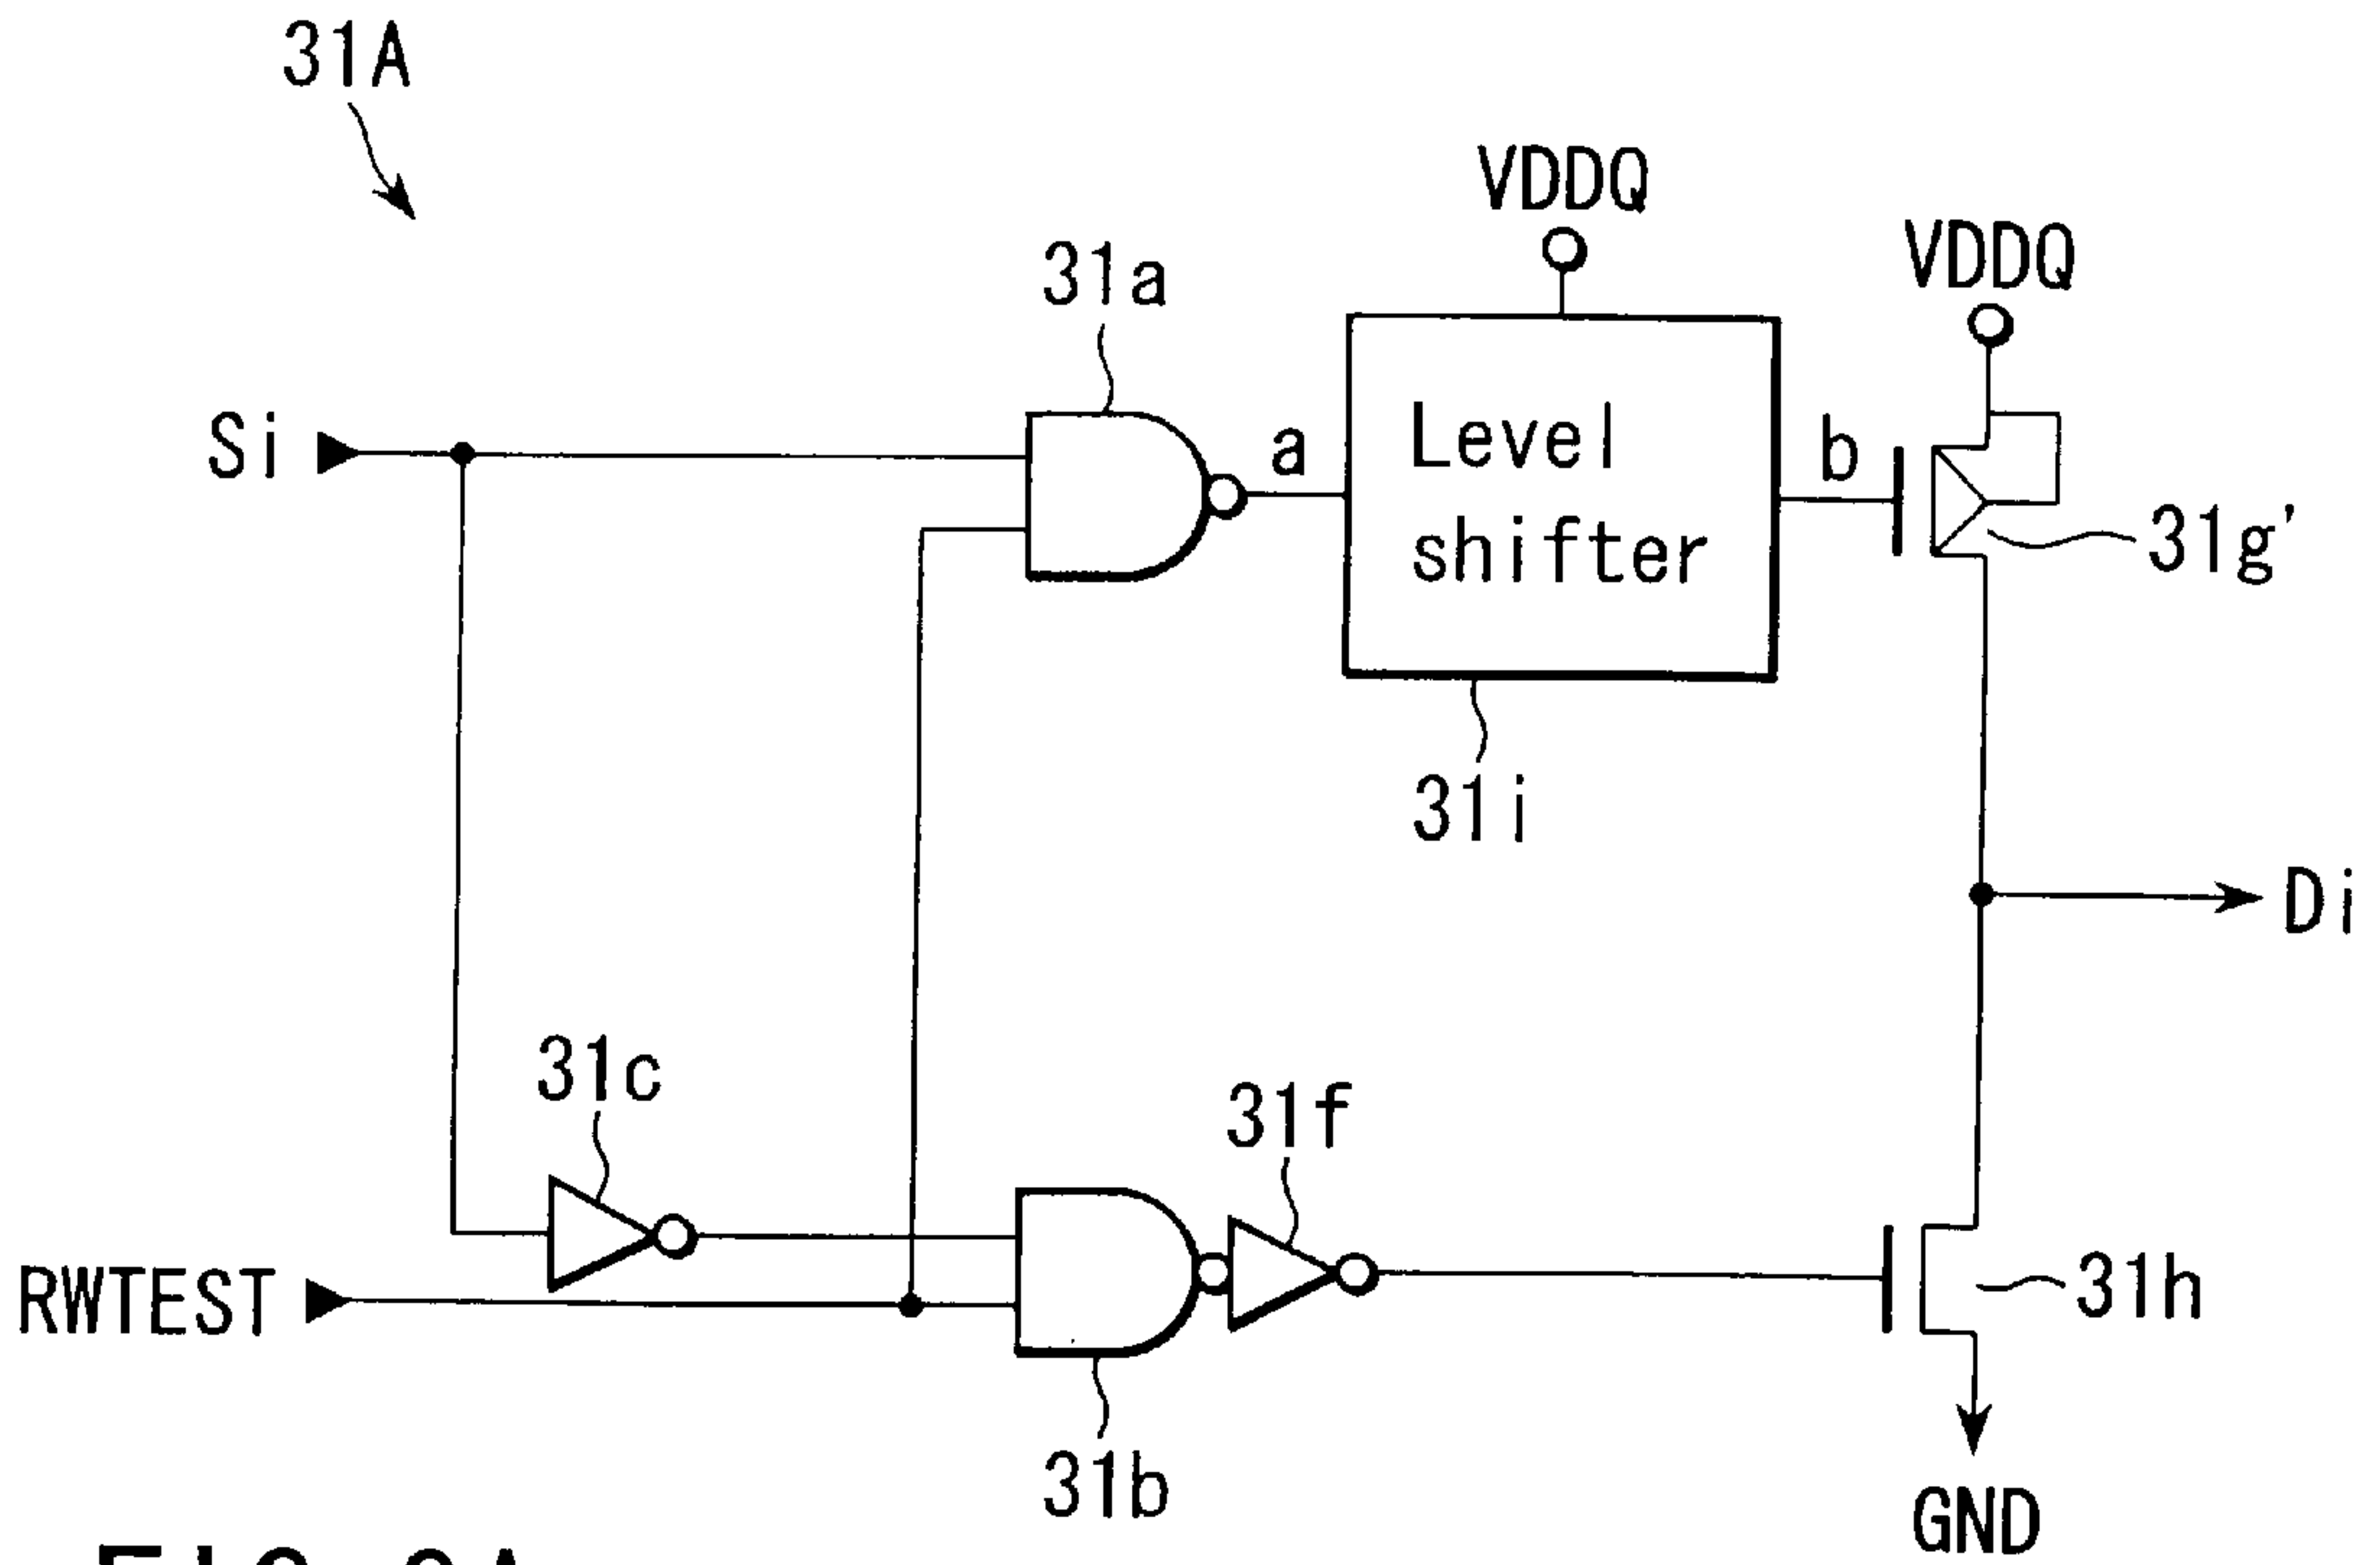 31A
VDDQ
VDDQ
31a
Si
a
Level
shifter
b
31g'
31i
Di
31c
31f
RWTEST
31h
31b
GND